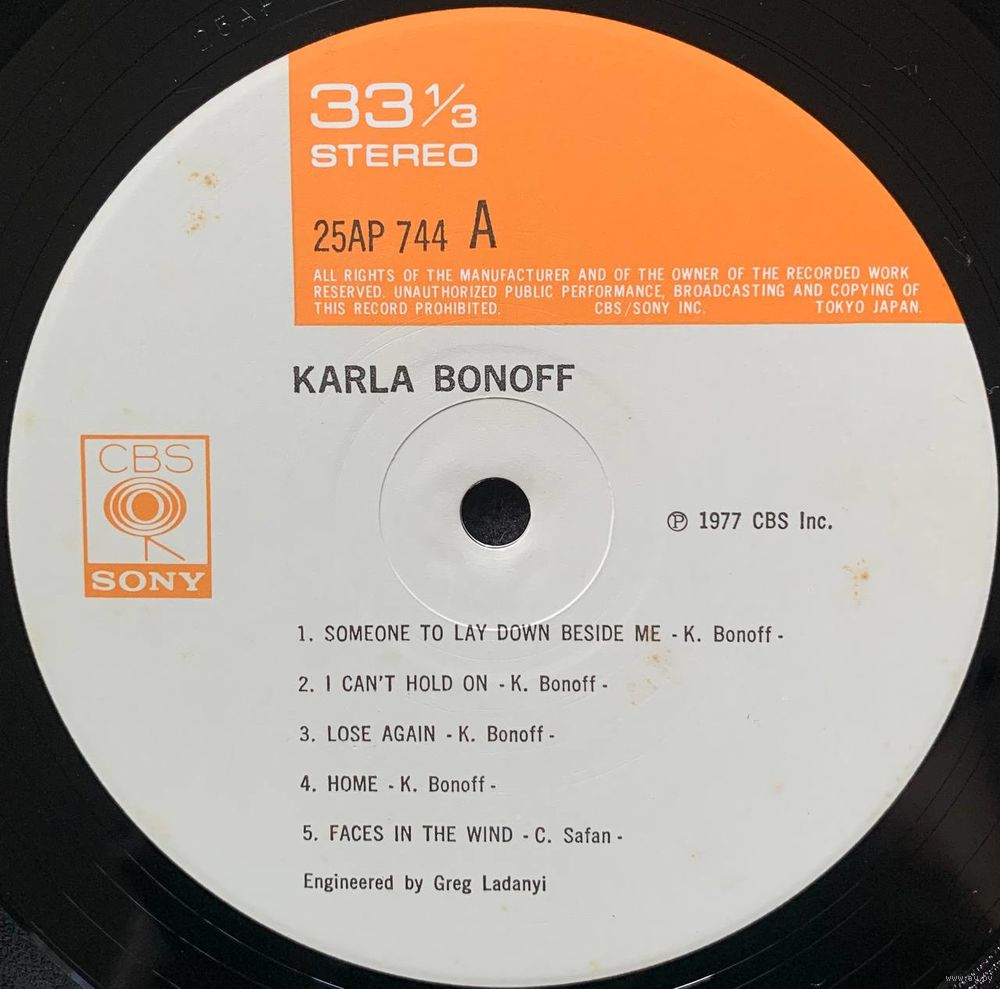 33 1/3
STEREO
25AP 744 A
ALL RIGHTS OF THE MANUFACTURER AND OF THE OWNER OF THE RECORDED WORK
RESERVED. UNAUTHORIZED PUBLIC PERFORMANCE, BROADCASTING AND COPYING OF
THIS RECORD PROHIBITED. CBS/SONY INC. TOKYO JAPAN.
KARLA BONOFF
CBS
SONY
℗ 1977 CBS Inc.
1. SOMEONE TO LAY DOWN BESIDE ME - K. Bonoff -
2. I CAN'T HOLD ON - K. Bonoff -
3. LOSE AGAIN - K. Bonoff -
4. HOME - K. Bonoff -
5. FACES IN THE WIND - C. Safan -
Engineered by Greg Ladanyi